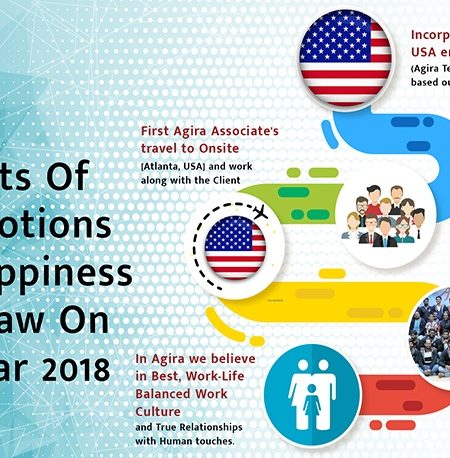 Incorp
USA en
(Agira Te
based ou
First Agira Associate's
travel to Onsite
(Atlanta, USA) and work
along with the Client
ts Of
otions
ppiness
aw On
ar 2018
In Agira we believe
in Best, Work-Life
Balanced Work
Culture
and True Relationships
with Human touches.